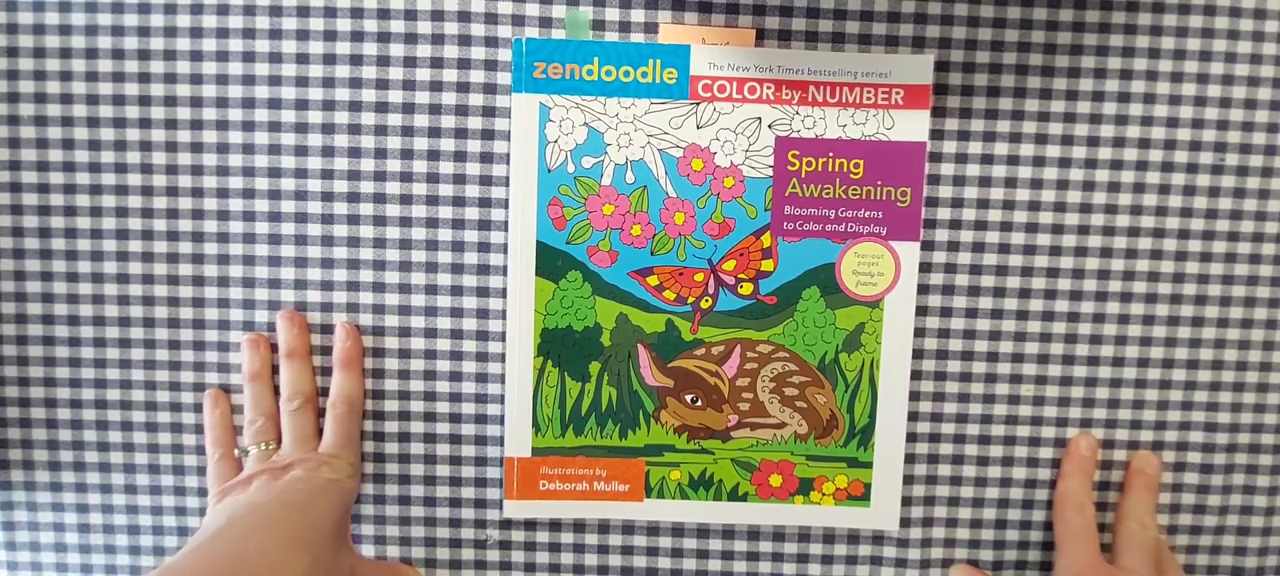 zendoodle
The New York Times bestselling series!
COLOR-by-NUMBER
Spring
Awakening
Blooming Gardens
to Color and Display
Tear-out
pages
Ready to
frame
illustrations by
Deborah Muller